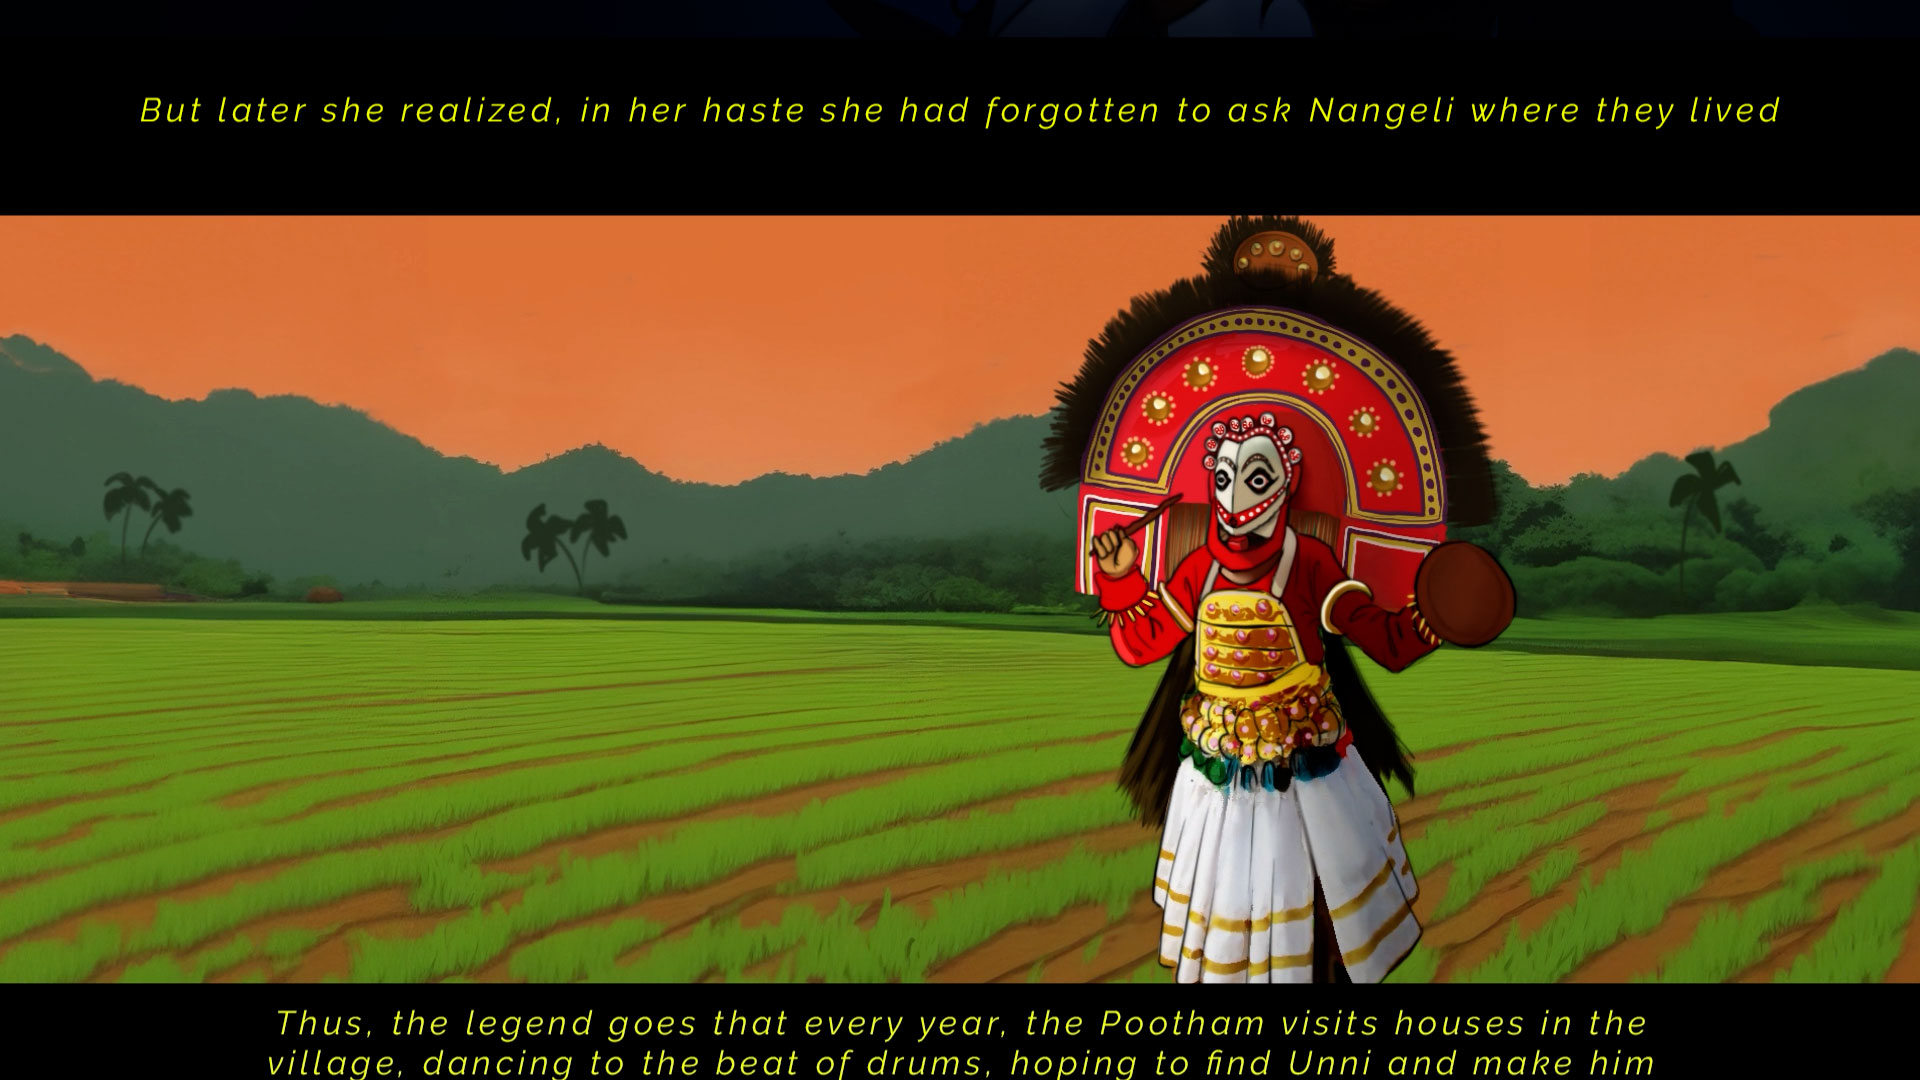 But later she realized, in her haste she had forgotten to ask Nangeli where they lived
Thus, the legend goes that every year, the Pootham visits houses in the
village, dancing to the beat of drums, hoping to find Unni and make him